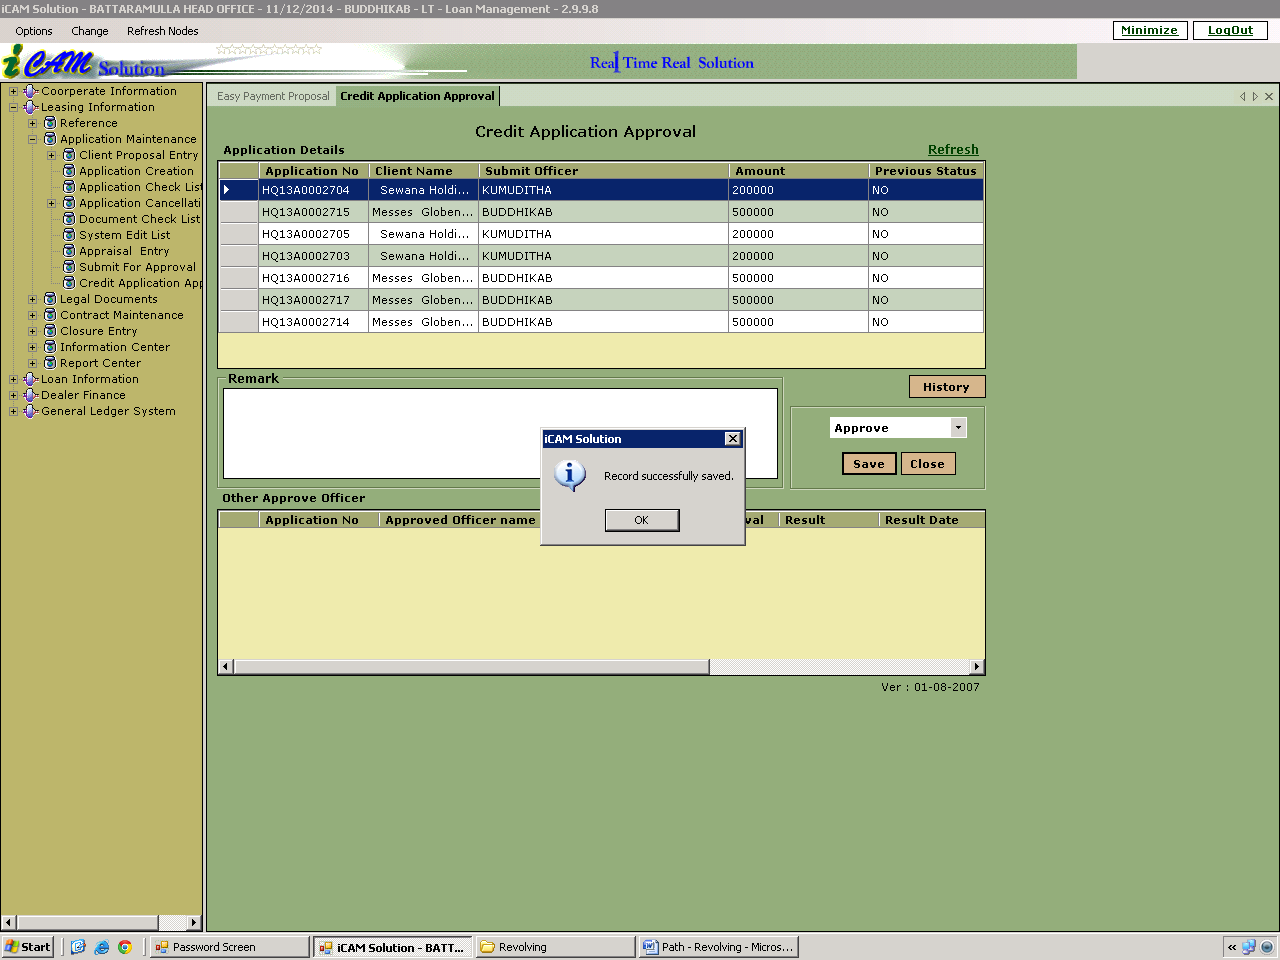 iCAM Solution - BATTARAMULLA HEAD OFFICE - 11/12/2014 - BUDDHIKAB - LT - Loan Management - 2.9.9.8
Options Change Refresh Nodes Minimize LogOut
iCAM Solution Real Time Real Solution
Coorperate Information
Leasing Information
Reference
Application Maintenance
Client Proposal Entry
Application Creation
Application Check List
Application Cancellati
Document Check List
System Edit List
Appraisal Entry
Submit For Approval
Credit Application App
Legal Documents
Contract Maintenance
Closure Entry
Information Center
Report Center
Loan Information
Dealer Finance
General Ledger System
Easy Payment Proposal Credit Application Approval
Credit Application Approval
Application Details Refresh
Application No Client Name Submit Officer Amount Previous Status
HQ13A0002704 Sewana Holdi... KUMUDITHA 200000 NO
HQ13A0002715 Messes Globen... BUDDHIKAB 500000 NO
HQ13A0002705 Sewana Holdi... KUMUDITHA 200000 NO
HQ13A0002703 Sewana Holdi... KUMUDITHA 200000 NO
HQ13A0002716 Messes Globen... BUDDHIKAB 500000 NO
HQ13A0002717 Messes Globen... BUDDHIKAB 500000 NO
HQ13A0002714 Messes Globen... BUDDHIKAB 500000 NO
Remark
History
Approve
Save Close
iCAM Solution
Record successfully saved.
OK
Other Approve Officer
Application No Approved Officer name val Result Result Date
Ver : 01-08-2007
Start Password Screen iCAM Solution - BATT... Revolving Path - Revolving - Micros...